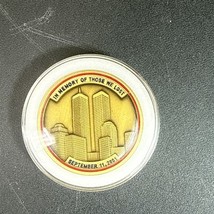 IN MEMORY OF THOSE WE LOST
SEPTEMBER 11, 2001